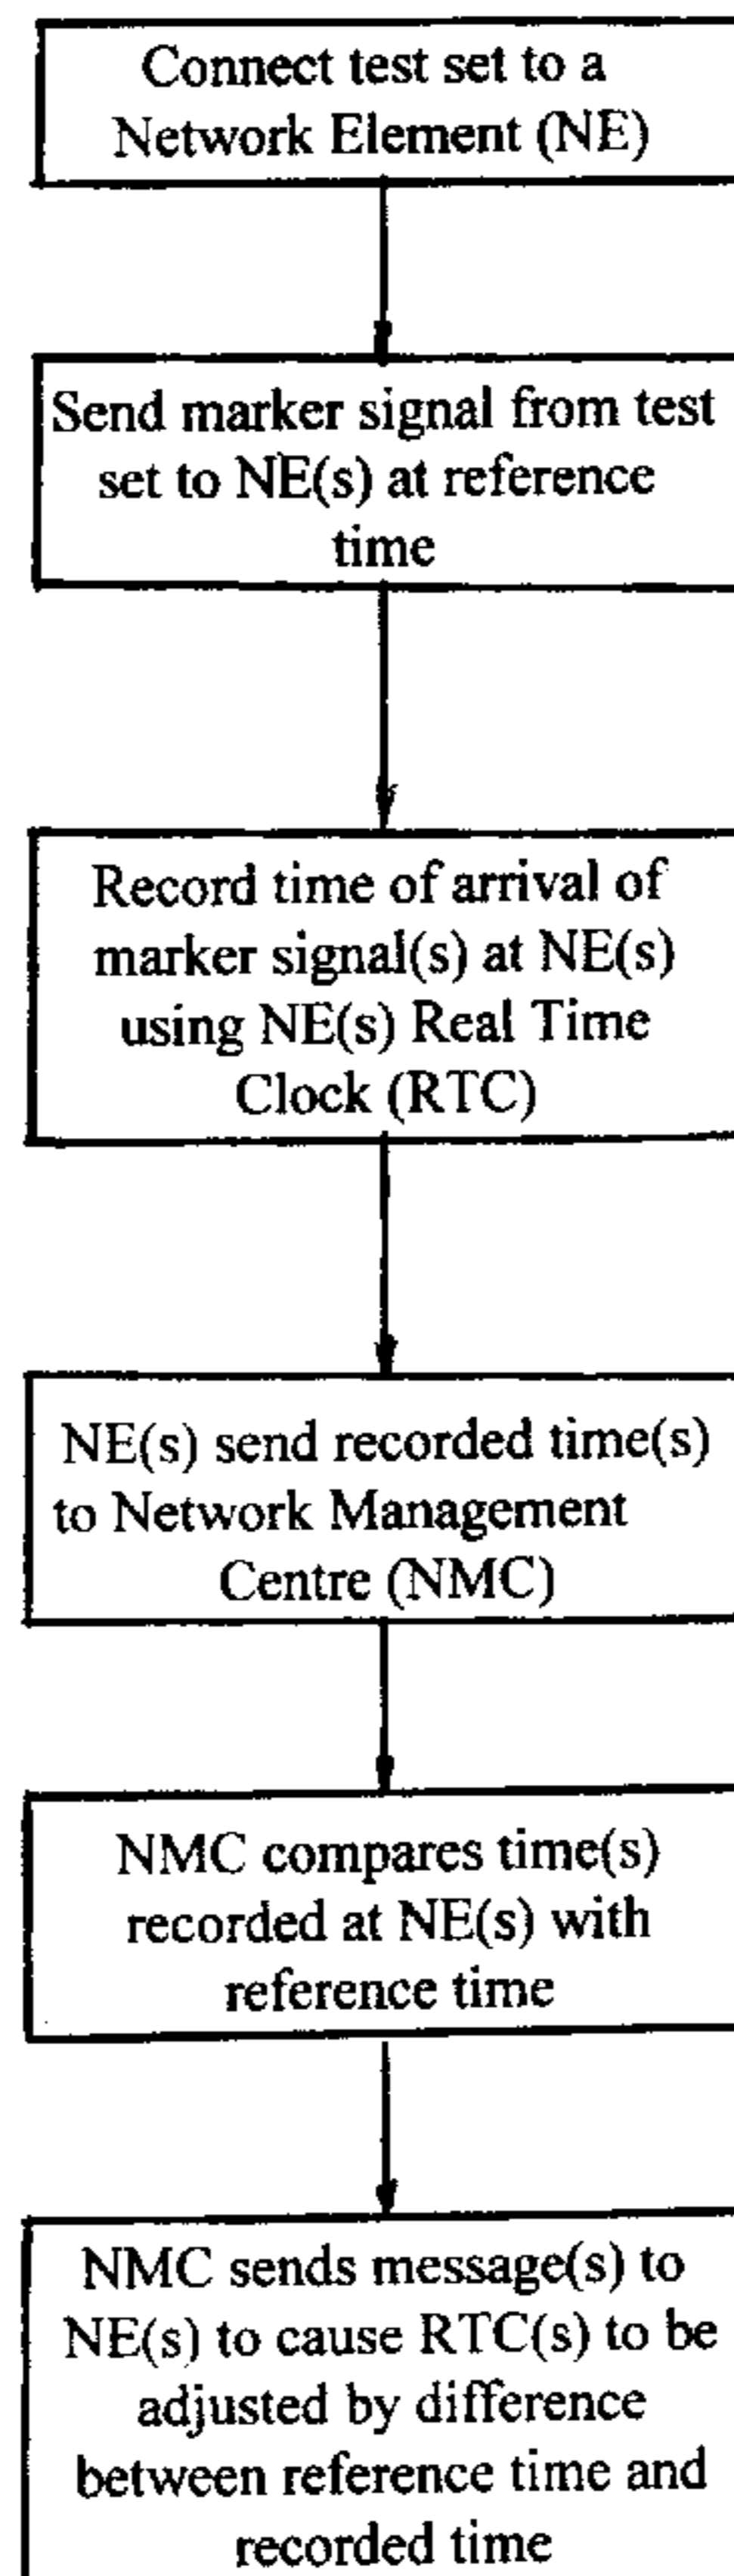 Connect test set to a
Network Element (NE)
Send marker signal from test
set to NE(s) at reference
time
Record time of arrival of
marker signal(s) at NE(s)
using NE(s) Real Time
Clock (RTC)
NE(s) send recorded time(s)
to Network Management
Centre (NMC)
NMC compares time(s)
recorded at NE(s) with
reference time
NMC sends message(s) to
NE(s) to cause RTC(s) to be
adjusted by difference
between reference time and
recorded time